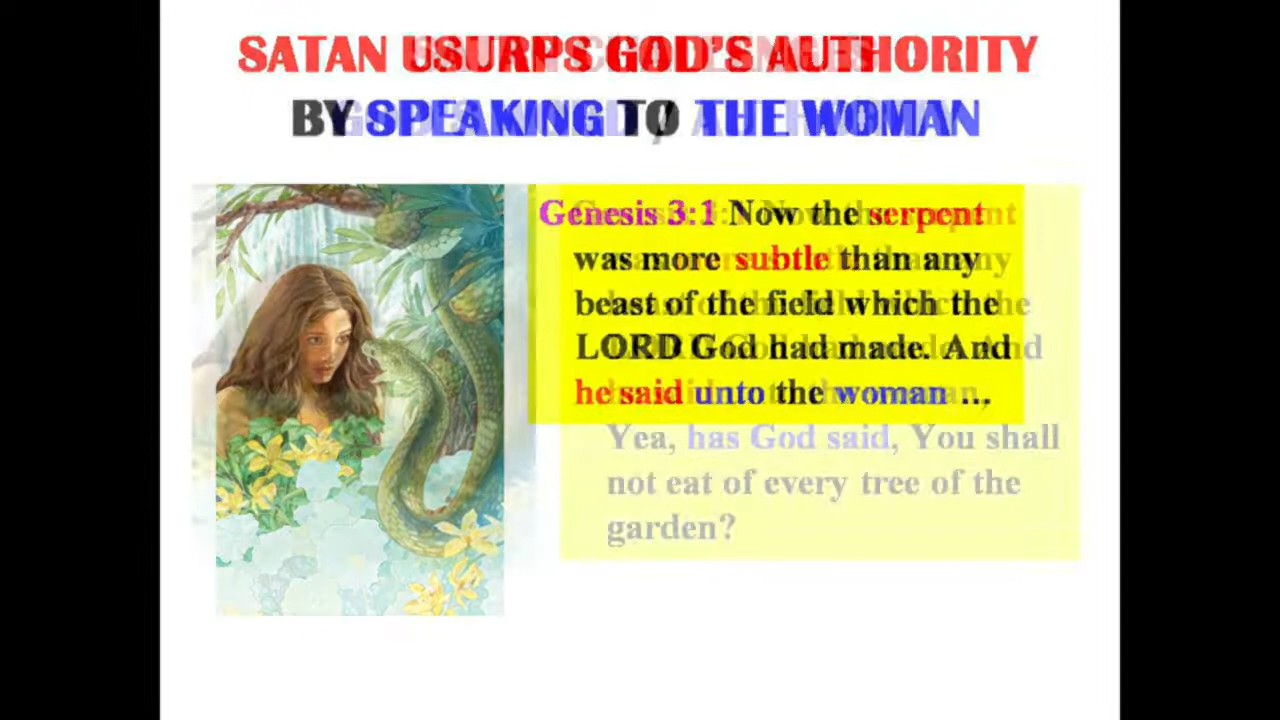 SATAN USURPS GOD'S AUTHORITY
BY SPEAKING TO THE WOMAN
Genesis 3:1 Now the serpent
was more subtle than any
beast of the field which the
LORD God had made. And
he said unto the woman ...
Yea, has God said, You shall
not eat of every tree of the
garden?